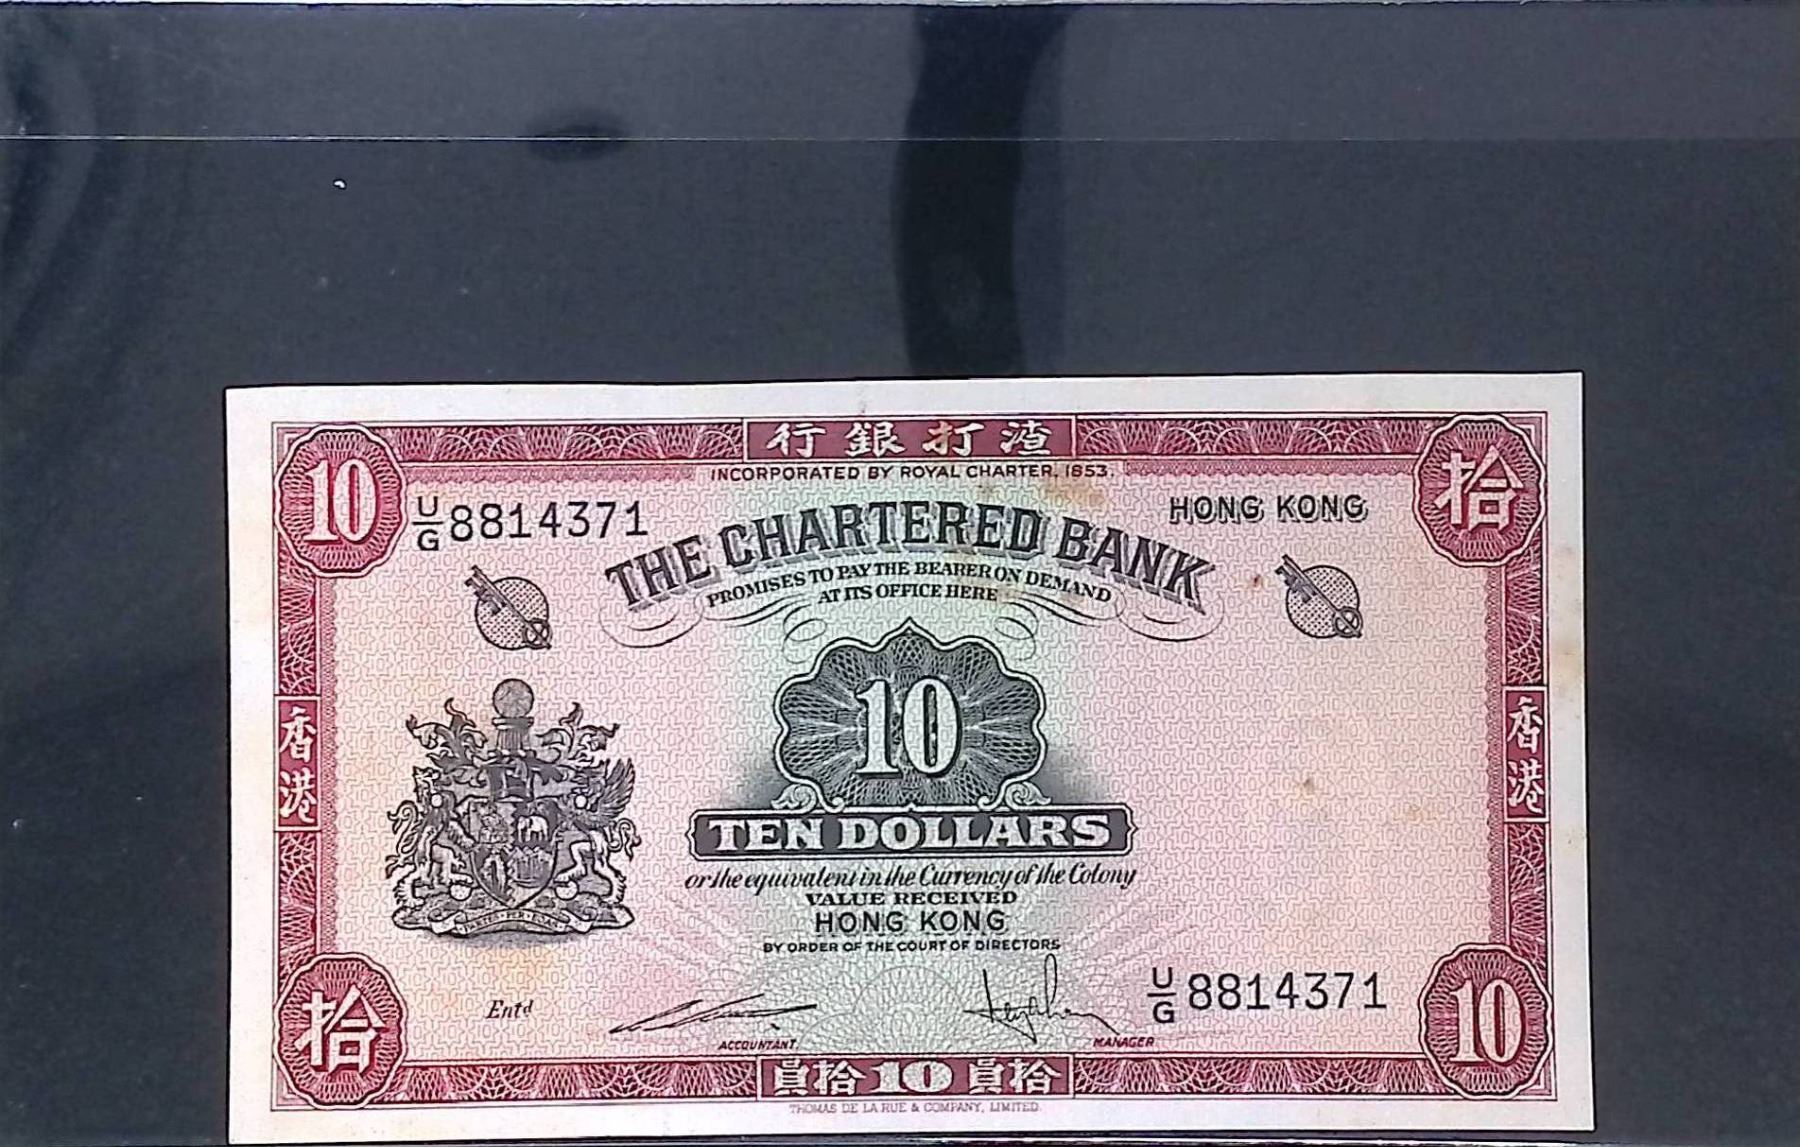 行銀打渣
INCORPORATED BY ROYAL CHARTER. 1853.
10
拾
U/G 8814371
HONG KONG
THE CHARTERED BANK
PROMISES TO PAY THE BEARER ON DEMAND
AT ITS OFFICE HERE
10
香港
香港
TEN DOLLARS
or the equivalent in the Currency of the Colony
VALUE RECEIVED
HONG KONG
BY ORDER OF THE COURT OF DIRECTORS
Entd
U/G 8814371
ACCOUNTANT.
MANAGER
拾
10
員拾10員拾
THOMAS DE LA RUE & COMPANY, LIMITED.